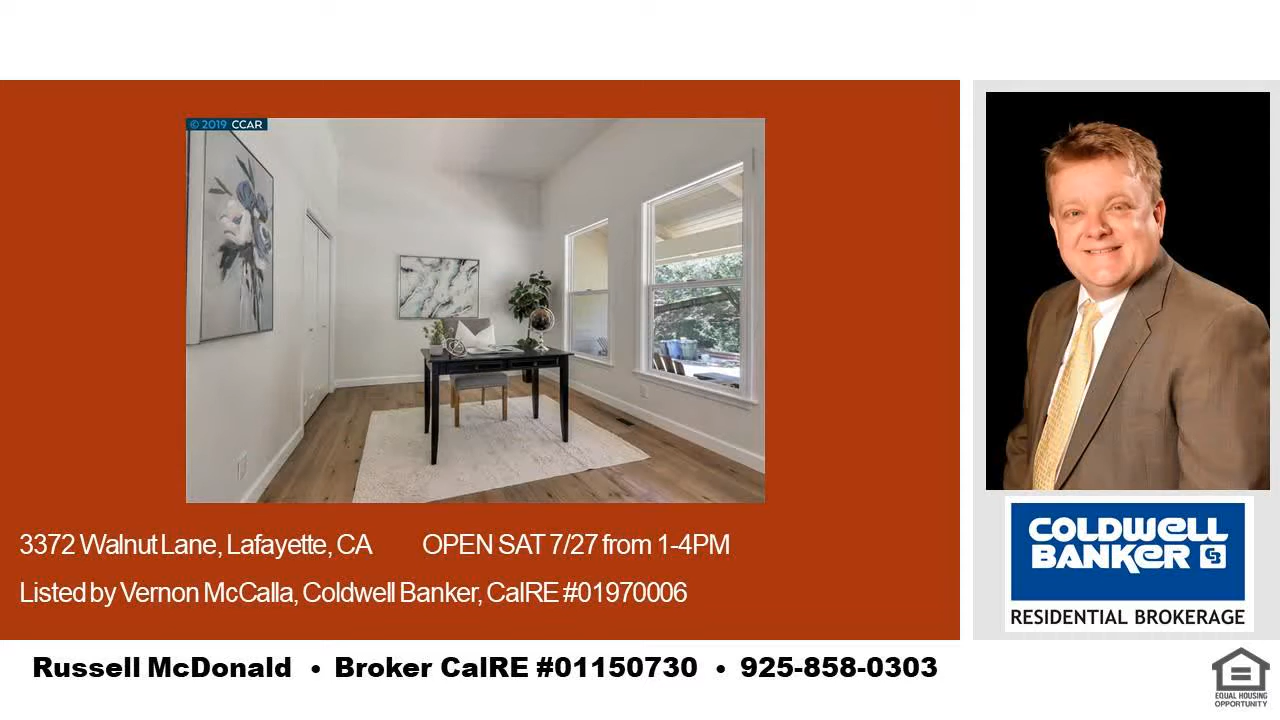 © 2019 CCAR
3372 Walnut Lane, Lafayette, CA OPEN SAT 7/27 from 1-4PM
Listed by Vernon McCalla, Coldwell Banker, CalRE #01970006
COLDWELL
BANKER CB
RESIDENTIAL BROKERAGE
Russell McDonald • Broker CalRE #01150730 • 925-858-0303
EQUAL HOUSING
OPPORTUNITY